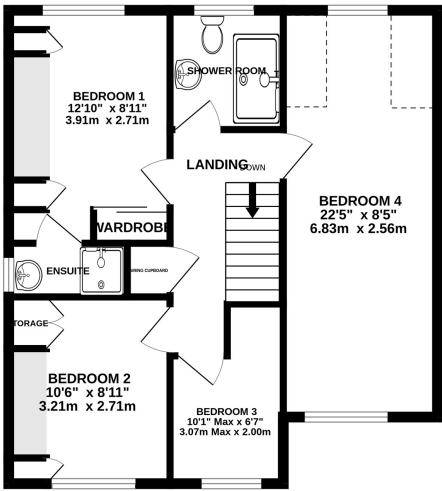 BEDROOM 1
12'10" x 8'11"
3.91m x 2.71m
SHOWER ROOM
LANDING
DOWN
BEDROOM 4
22'5" x 8'5"
6.83m x 2.56m
WARDROBE
ENSUITE
CUPBOARD
TORAGE
BEDROOM 2
10'6" x 8'11"
3.21m x 2.71m
BEDROOM 3
10'1" Max x 6'7"
3.07m Max x 2.00m